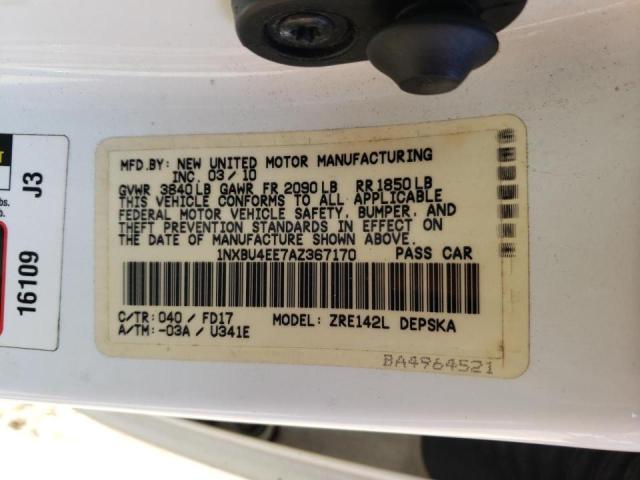 MFD.BY: NEW UNITED MOTOR MANUFACTURING
INC. 03/10
GVWR 3840LB GAWR FR 2090LB RR 1850LB
THIS VEHICLE CONFORMS TO ALL APPLICABLE
FEDERAL MOTOR VEHICLE SAFETY, BUMPER, AND
THEFT PREVENTION STANDARDS IN EFFECT ON
THE DATE OF MANUFACTURE SHOWN ABOVE.
1NXBU4EE7AZ367170 PASS CAR
C/TR: 040 / FD17 MODEL: ZRE142L DEPSKA
A/TM: -03A / U341E
BA4964521
16109 J3